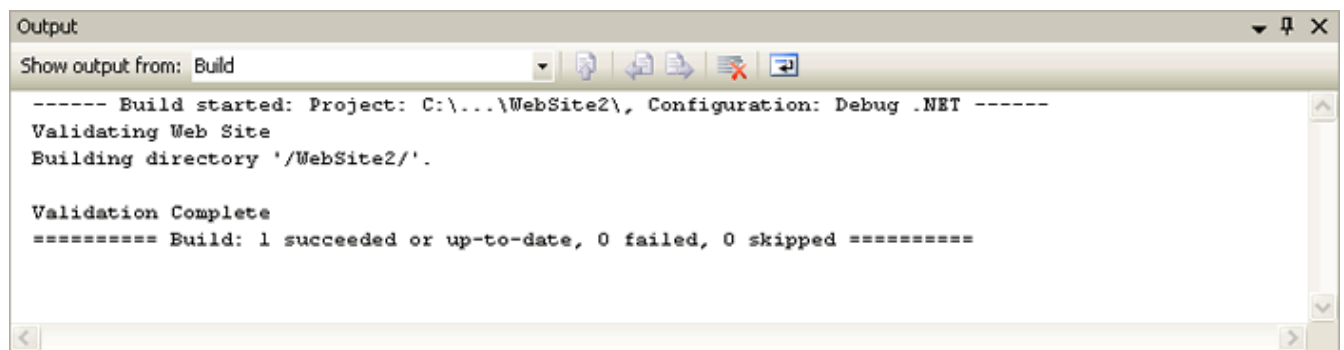 Output
Show output from: Build
------ Build started: Project: C:\...\WebSite2\, Configuration: Debug .NET ------
Validating Web Site
Building directory '/WebSite2/'.
Validation Complete
========== Build: 1 succeeded or up-to-date, 0 failed, 0 skipped ==========